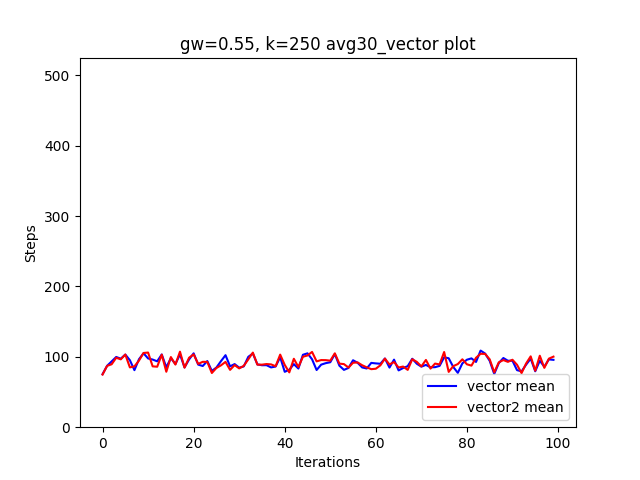 gw=0.55, k=250 avg30_vector plot
500
400
300
200
100
0
Steps
0 20 40 60 80 100
Iterations
vector mean
vector2 mean